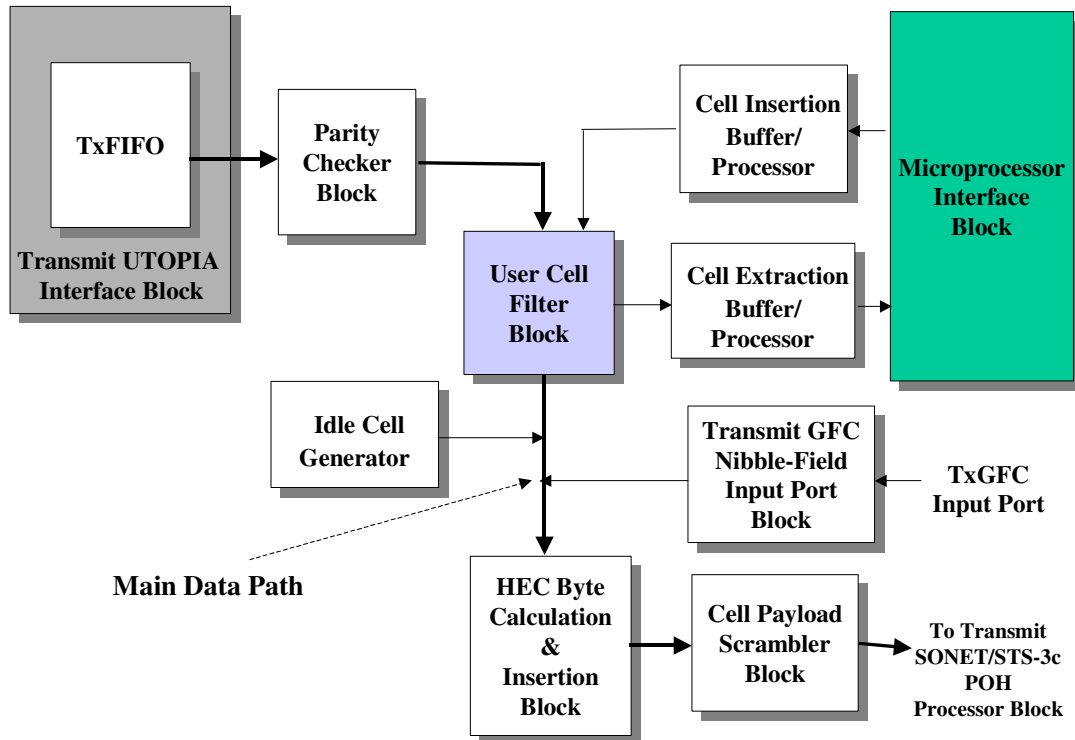 TxFIFO
Transmit UTOPIA
Interface Block
Parity
Checker
Block
Cell Insertion
Buffer/
Processor
Microprocessor
Interface
Block
User Cell
Filter
Block
Cell Extraction
Buffer/
Processor
Idle Cell
Generator
Transmit GFC
Nibble-Field
Input Port
Block
TxGFC
Input Port
Main Data Path
HEC Byte
Calculation
&
Insertion
Block
Cell Payload
Scrambler
Block
To Transmit
SONET/STS-3c
POH
Processor Block